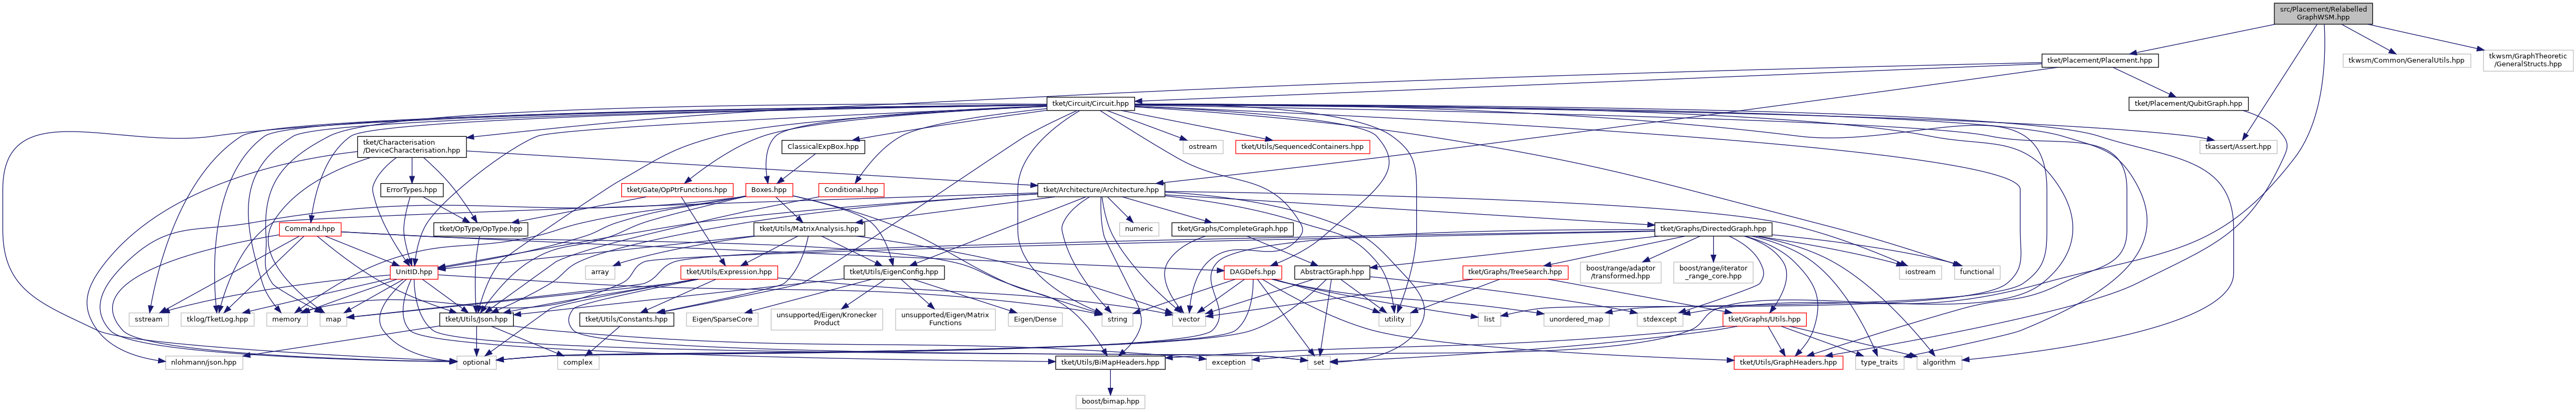 src/Placement/Relabelled
GraphWSM.hpp
tket/Placement/Placement.hpp
tkwsm/Common/GeneralUtils.hpp
tkwsm/GraphTheoretic
/GeneralStructs.hpp
tket/Circuit/Circuit.hpp
tket/Placement/QubitGraph.hpp
tket/Characterisation
/DeviceCharacterisation.hpp
ClassicalExpBox.hpp
ostream
tket/Utils/SequencedContainers.hpp
tkassert/Assert.hpp
ErrorTypes.hpp
tket/Gate/OpPtrFunctions.hpp
Boxes.hpp
Conditional.hpp
tket/Architecture/Architecture.hpp
Command.hpp
tket/OpType/OpType.hpp
tket/Utils/MatrixAnalysis.hpp
numeric
tket/Graphs/CompleteGraph.hpp
tket/Graphs/DirectedGraph.hpp
UnitID.hpp
array
tket/Utils/Expression.hpp
tket/Utils/EigenConfig.hpp
DAGDefs.hpp
AbstractGraph.hpp
tket/Graphs/TreeSearch.hpp
boost/range/adaptor
/transformed.hpp
boost/range/iterator
_range_core.hpp
iostream
functional
sstream
tklog/TketLog.hpp
memory
map
tket/Utils/Json.hpp
tket/Utils/Constants.hpp
Eigen/SparseCore
unsupported/Eigen/Kronecker
Product
unsupported/Eigen/Matrix
Functions
Eigen/Dense
string
vector
utility
list
unordered_map
stdexcept
tket/Graphs/Utils.hpp
nlohmann/json.hpp
optional
complex
tket/Utils/BiMapHeaders.hpp
exception
set
tket/Utils/GraphHeaders.hpp
type_traits
algorithm
boost/bimap.hpp